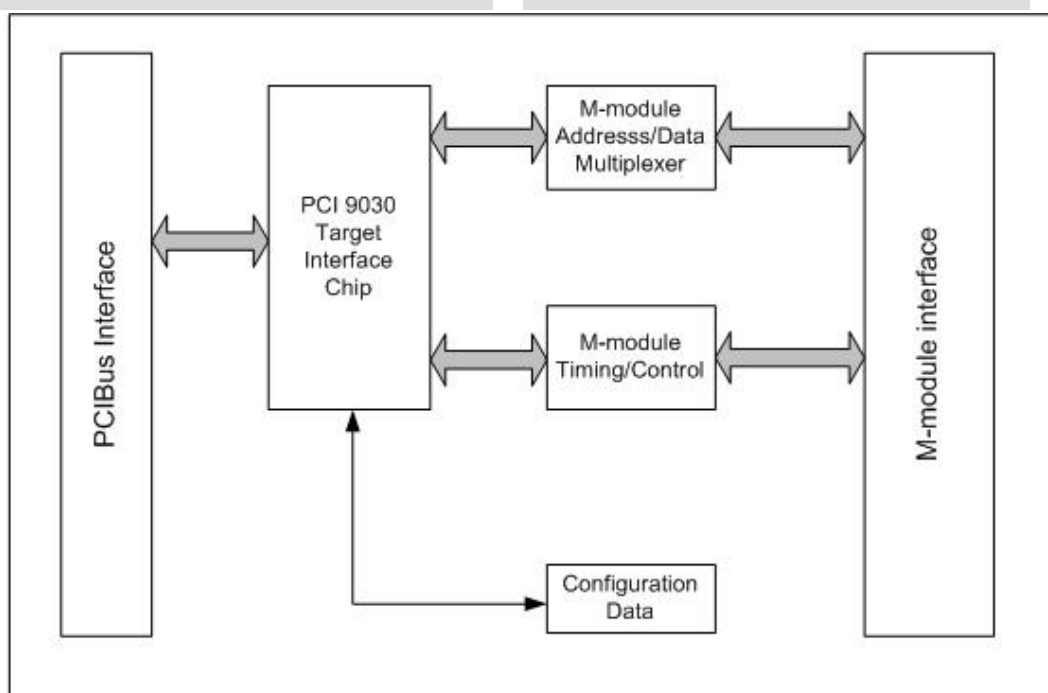 PCIBus Interface
PCI 9030
Target
Interface
Chip
M-module
Addresss/Data
Multiplexer
M-module
Timing/Control
Configuration
Data
M-module interface